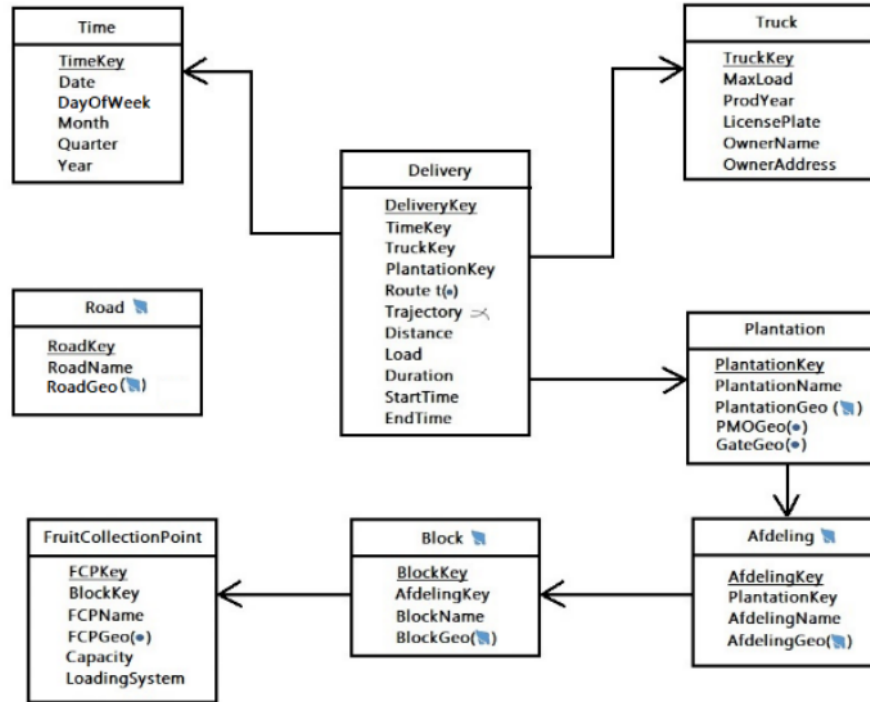 Time
TimeKey
Date
DayOfWeek
Month
Quarter
Year
Truck
TruckKey
MaxLoad
ProdYear
LicensePlate
OwnerName
OwnerAddress
Delivery
DeliveryKey
TimeKey
TruckKey
PlantationKey
Route t(•)
Trajectory
Distance
Load
Duration
StartTime
EndTime
Road
RoadKey
RoadName
RoadGeo()
Plantation
PlantationKey
PlantationName
PlantationGeo ()
PMOGeo(•)
GateGeo(•)
FruitCollectionPoint
FCPKey
BlockKey
FCPName
FCPGeo(•)
Capacity
LoadingSystem
Block
BlockKey
AfdelingKey
BlockName
BlockGeo()
Afdeling
AfdelingKey
PlantationKey
AfdelingName
AfdelingGeo()